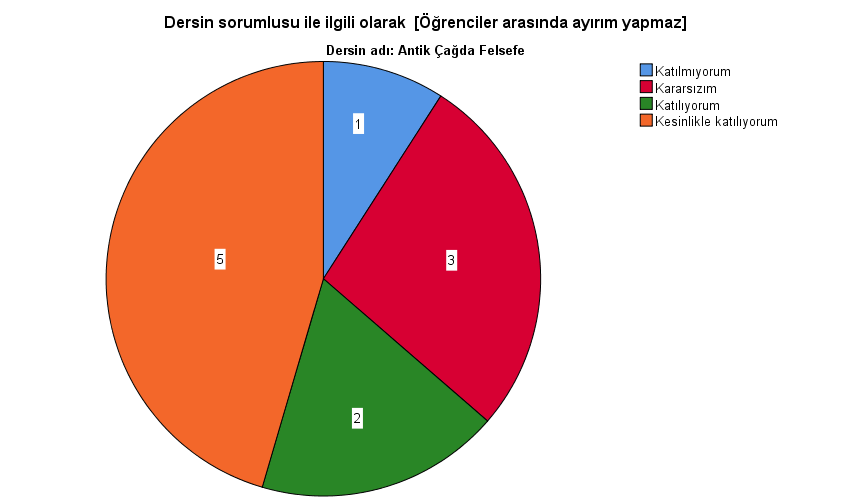 Dersin sorumlusu ile ilgili olarak [Öğrenciler arasında ayırım yapmaz]
Dersin adı: Antik Çağda Felsefe
Katılmıyorum
Kararsızım
Katılıyorum
Kesinlikle katılıyorum
1
3
2
5